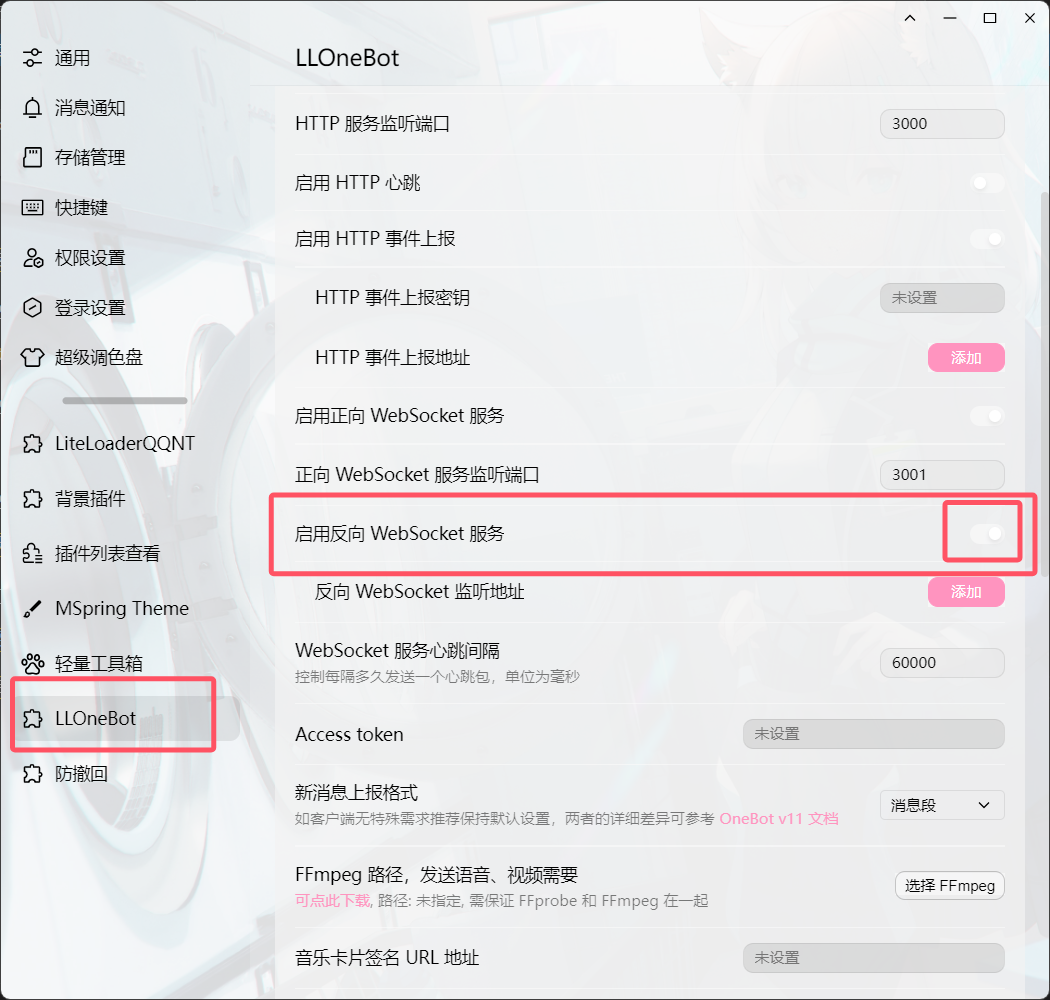 通用
消息通知
存储管理
快捷键
权限设置
登录设置
超级调色盘
LiteLoaderQQNT
背景插件
插件列表查看
MSpring Theme
轻量工具箱
LLOneBot
防撤回
LLOneBot
HTTP 服务监听端口
3000
启用 HTTP 心跳
启用 HTTP 事件上报
HTTP 事件上报密钥
未设置
HTTP 事件上报地址
添加
启用正向 WebSocket 服务
正向 WebSocket 服务监听端口
3001
启用反向 WebSocket 服务
反向 WebSocket 监听地址
添加
WebSocket 服务心跳间隔
控制每隔多久发送一个心跳包，单位为毫秒
60000
Access token
未设置
新消息上报格式
如客户端无特殊需求推荐保持默认设置，两者的详细差异可参考 OneBot v11 文档
消息段
FFmpeg 路径，发送语音、视频需要
可点此下载, 路径: 未指定, 需保证 FFprobe 和 FFmpeg 在一起
选择 FFmpeg
音乐卡片签名 URL 地址
未设置